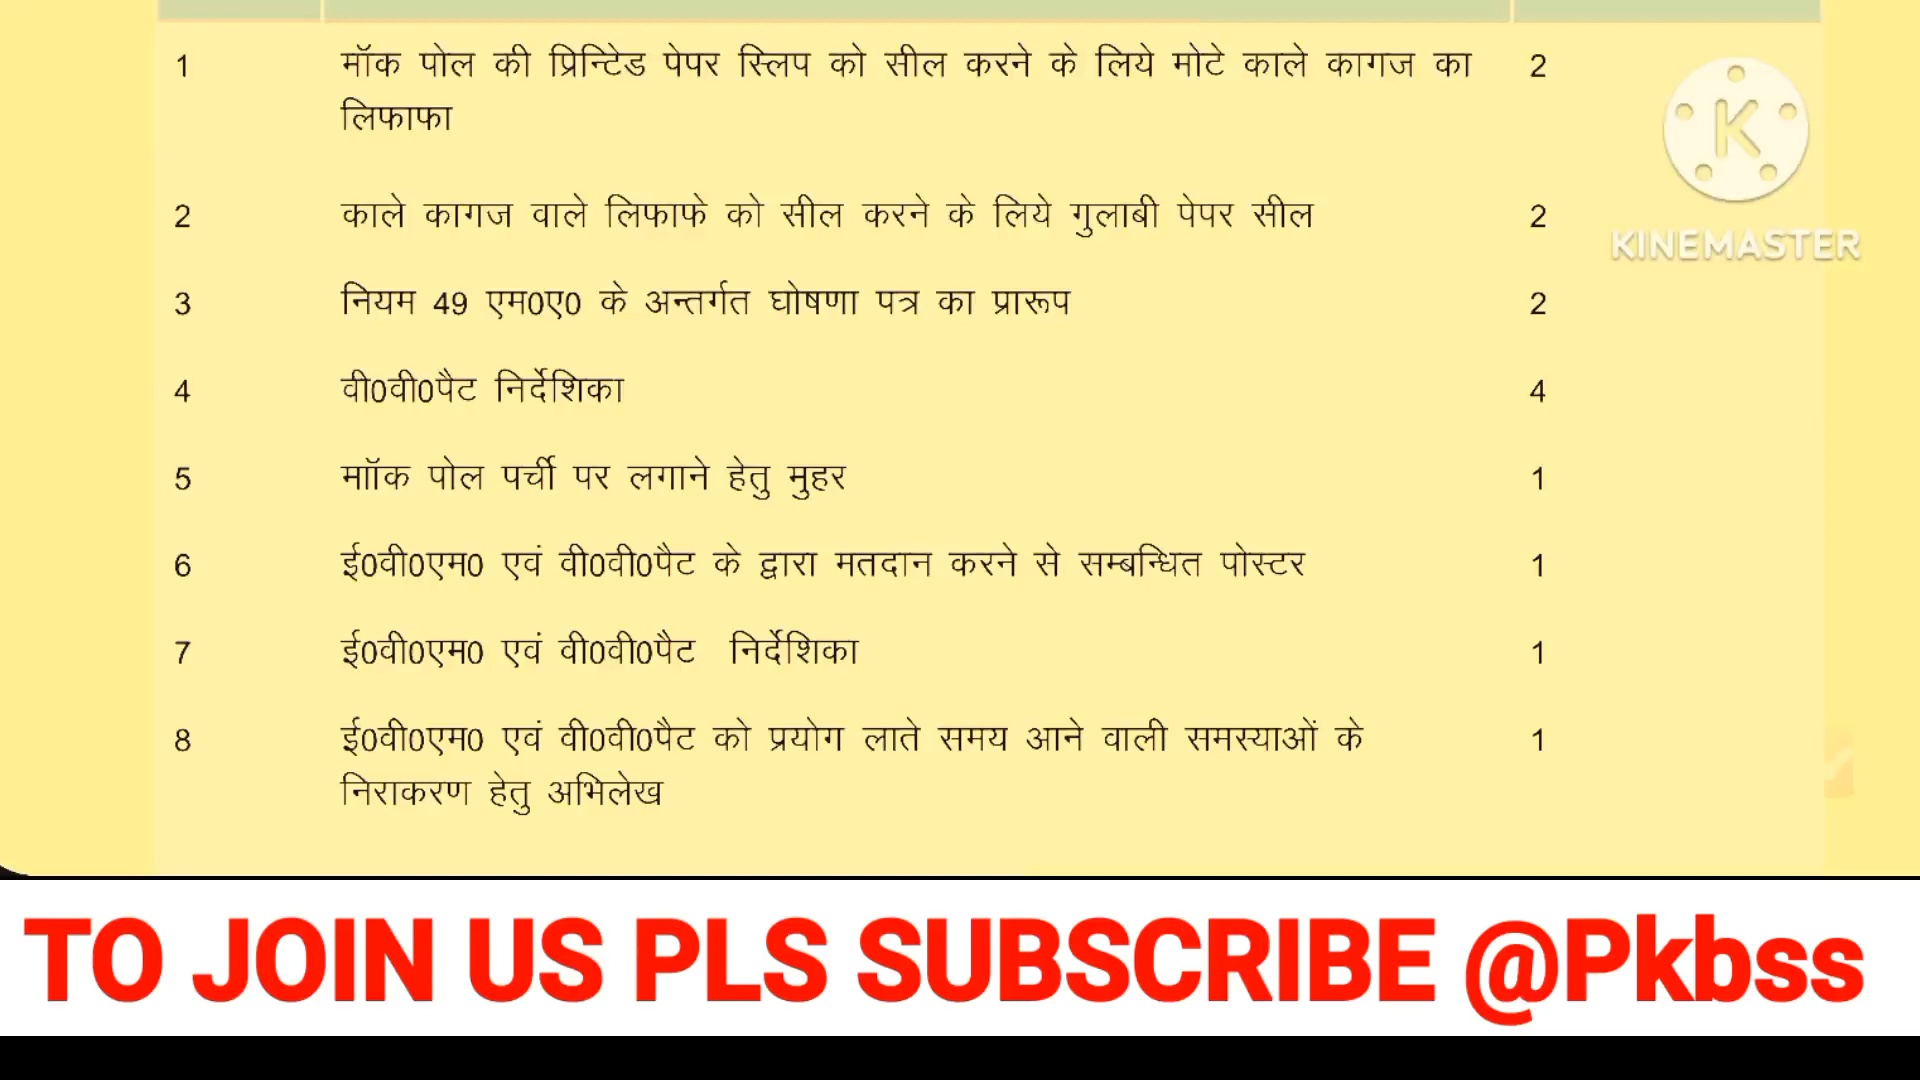 1 मॉक पोल की प्रिन्टेड पेपर स्लिप को सील करने के लिये मोटे काले कागज का 2
लिफाफा
2 काले कागज वाले लिफाफे को सील करने के लिये गुलाबी पेपर सील 2
3 नियम 49 एम0ए0 के अन्तर्गत घोषणा पत्र का प्रारूप 2
4 वी0वी0पैट निर्देशिका 4
5 माॉक पोल पर्ची पर लगाने हेतु मुहर 1
6 ई0वी0एम0 एवं वी0वी0पैट के द्वारा मतदान करने से सम्बन्धित पोस्टर 1
7 ई0वी0एम0 एवं वी0वी0पैट निर्देशिका 1
8 ई0वी0एम0 एवं वी0वी0पैट को प्रयोग लाते समय आने वाली समस्याओं के 1
निराकरण हेतु अभिलेख
K
KINEMASTER
TO JOIN US PLS SUBSCRIBE @Pkbss